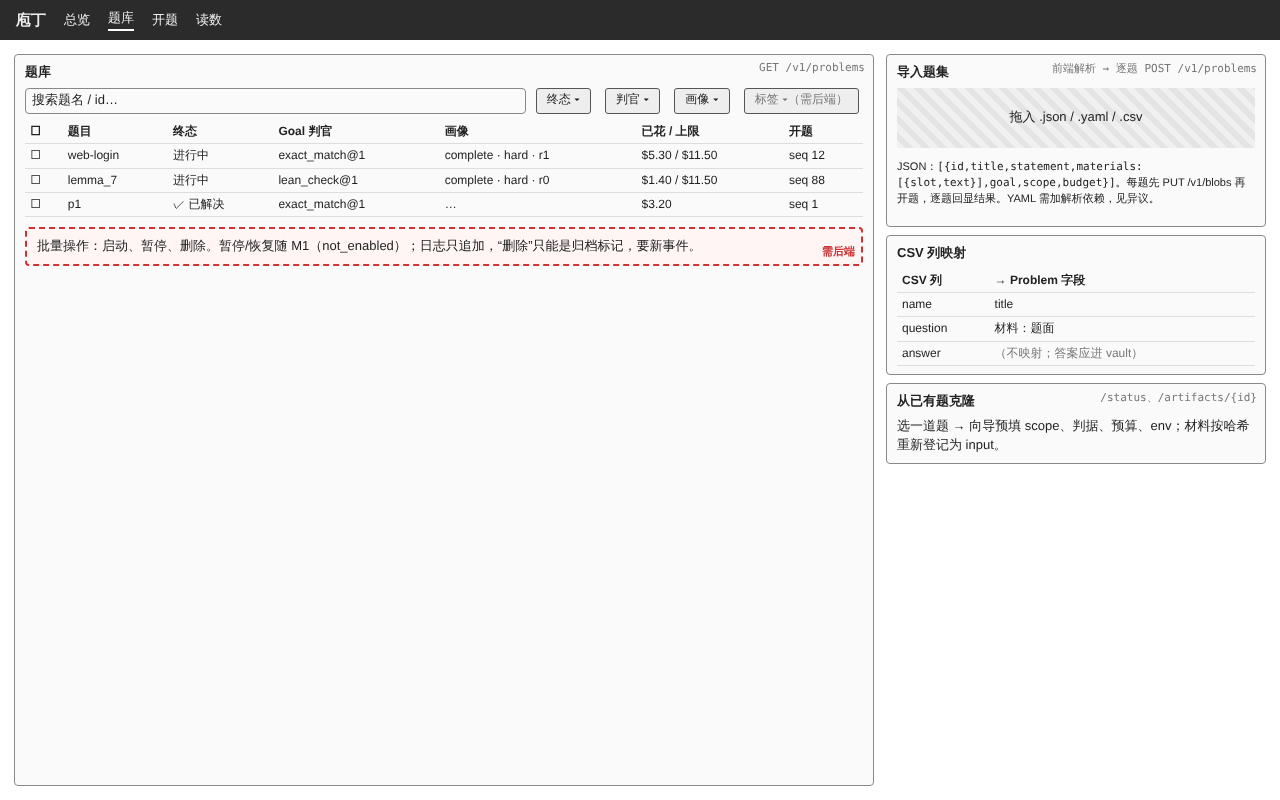 庖丁 总览 题库 开题 读数
题库 GET /v1/problems
搜索题名 / id… 终态 判官 画像 标签 （需后端）
☐ 题目 终态 Goal 判官 画像 已花 / 上限 开题
☐ web-login 进行中 exact_match@1 complete · hard · r1 $5.30 / $11.50 seq 12
☐ lemma_7 进行中 lean_check@1 complete · hard · r0 $1.40 / $11.50 seq 88
☐ p1 ✓ 已解决 exact_match@1 … $3.20 seq 1
批量操作：启动、暂停、删除。暂停/恢复随 M1（not_enabled）；日志只追加，“删除”只能是归档标记，要新事件。
需后端
导入题集 前端解析 → 逐题 POST /v1/problems
拖入 .json / .yaml / .csv
JSON：[{id,title,statement,materials:
[{slot,text}],goal,scope,budget}]。每题先 PUT /v1/blobs 再
开题，逐题回显结果。YAML 需加解析依赖，见异议。
CSV 列映射
CSV 列 → Problem 字段
name title
question 材料：题面
answer （不映射；答案应进 vault）
从已有题克隆 /status、/artifacts/{id}
选一道题 → 向导预填 scope、判据、预算、env；材料按哈希
重新登记为 input。